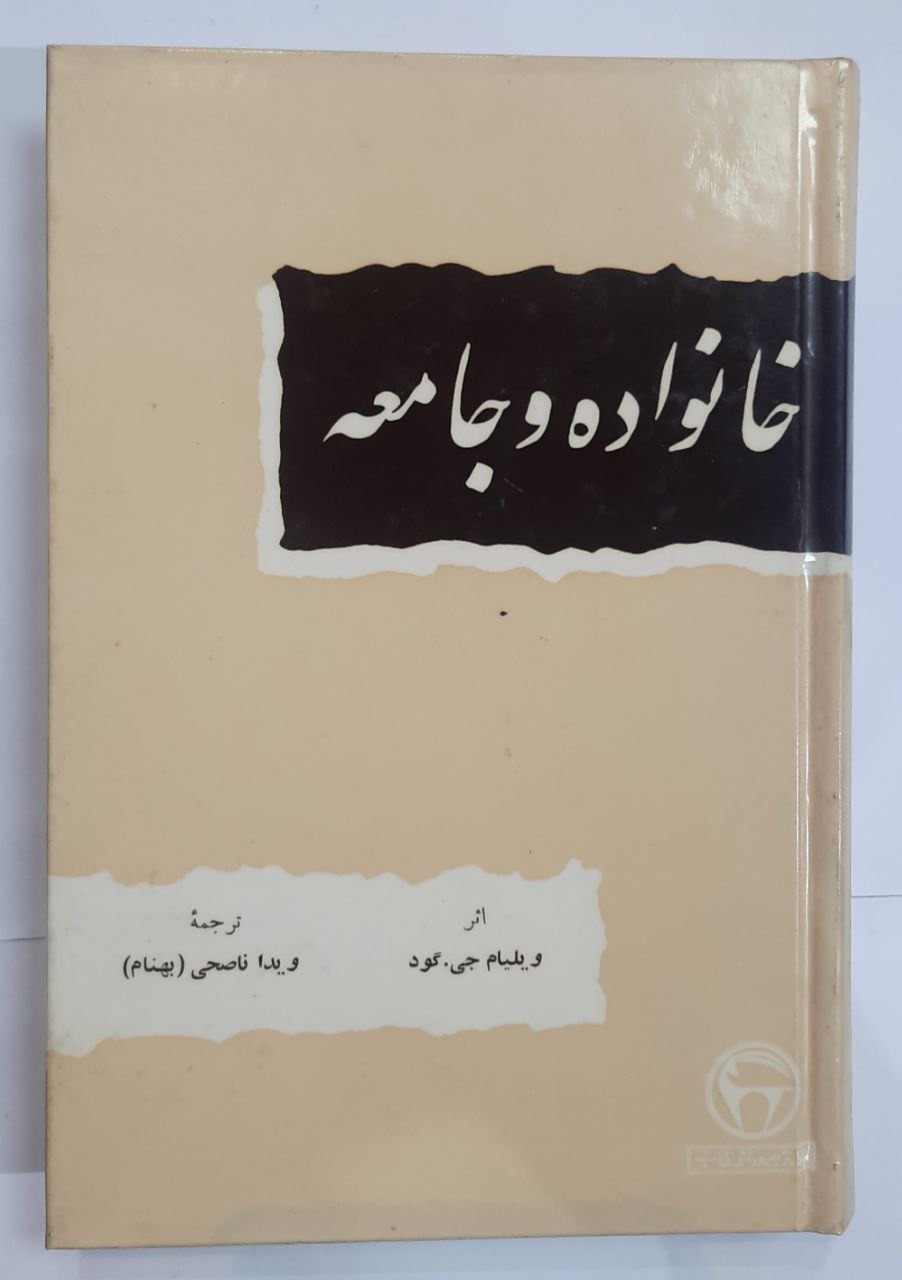 خانواده و جامعه
اثر
ویلیام جی. گود
ترجمهٔ
ویدا ناصحی (بهنام)